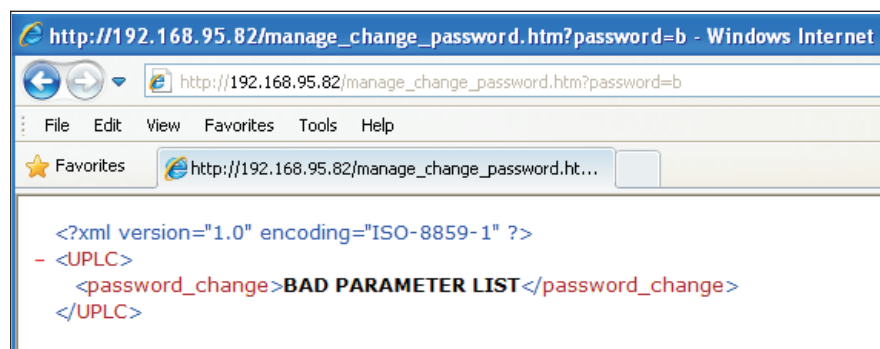 http://192.168.95.82/manage_change_password.htm?password=b - Windows Internet
http://192.168.95.82/manage_change_password.htm?password=b
File Edit View Favorites Tools Help
Favorites http://192.168.95.82/manage_change_password.ht...
<?xml version="1.0" encoding="ISO-8859-1" ?>
- <UPLC>
<password_change>BAD PARAMETER LIST</password_change>
</UPLC>